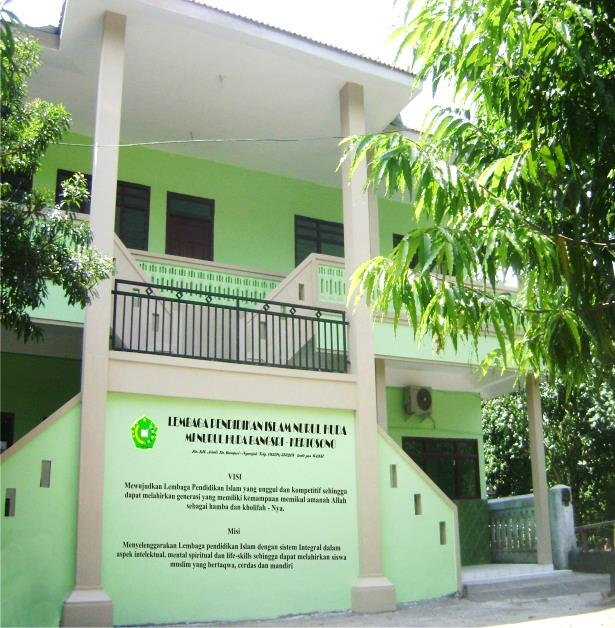 LEMBAGA PENDIDIKAN ISLAM NURUL HUDA
MI NURUL HUDA BANGSRI - KERTOSONO
VISI
Mewujudkan Lembaga Pendidikan Islam yang unggul dan kompetitif sehingga
dapat melahirkan generasi yang memiliki kemampuan memikul amanah Allah
sebagai hamba dan kholifah - Nya.
Misi
Menyelenggarakan Lembaga pendidikan Islam dengan sistem Integral dalam
aspek intelektual, mental spiritual dan life-skills sehingga dapat melahirkan siswa
muslim yang bertaqwa, cerdas dan mandiri